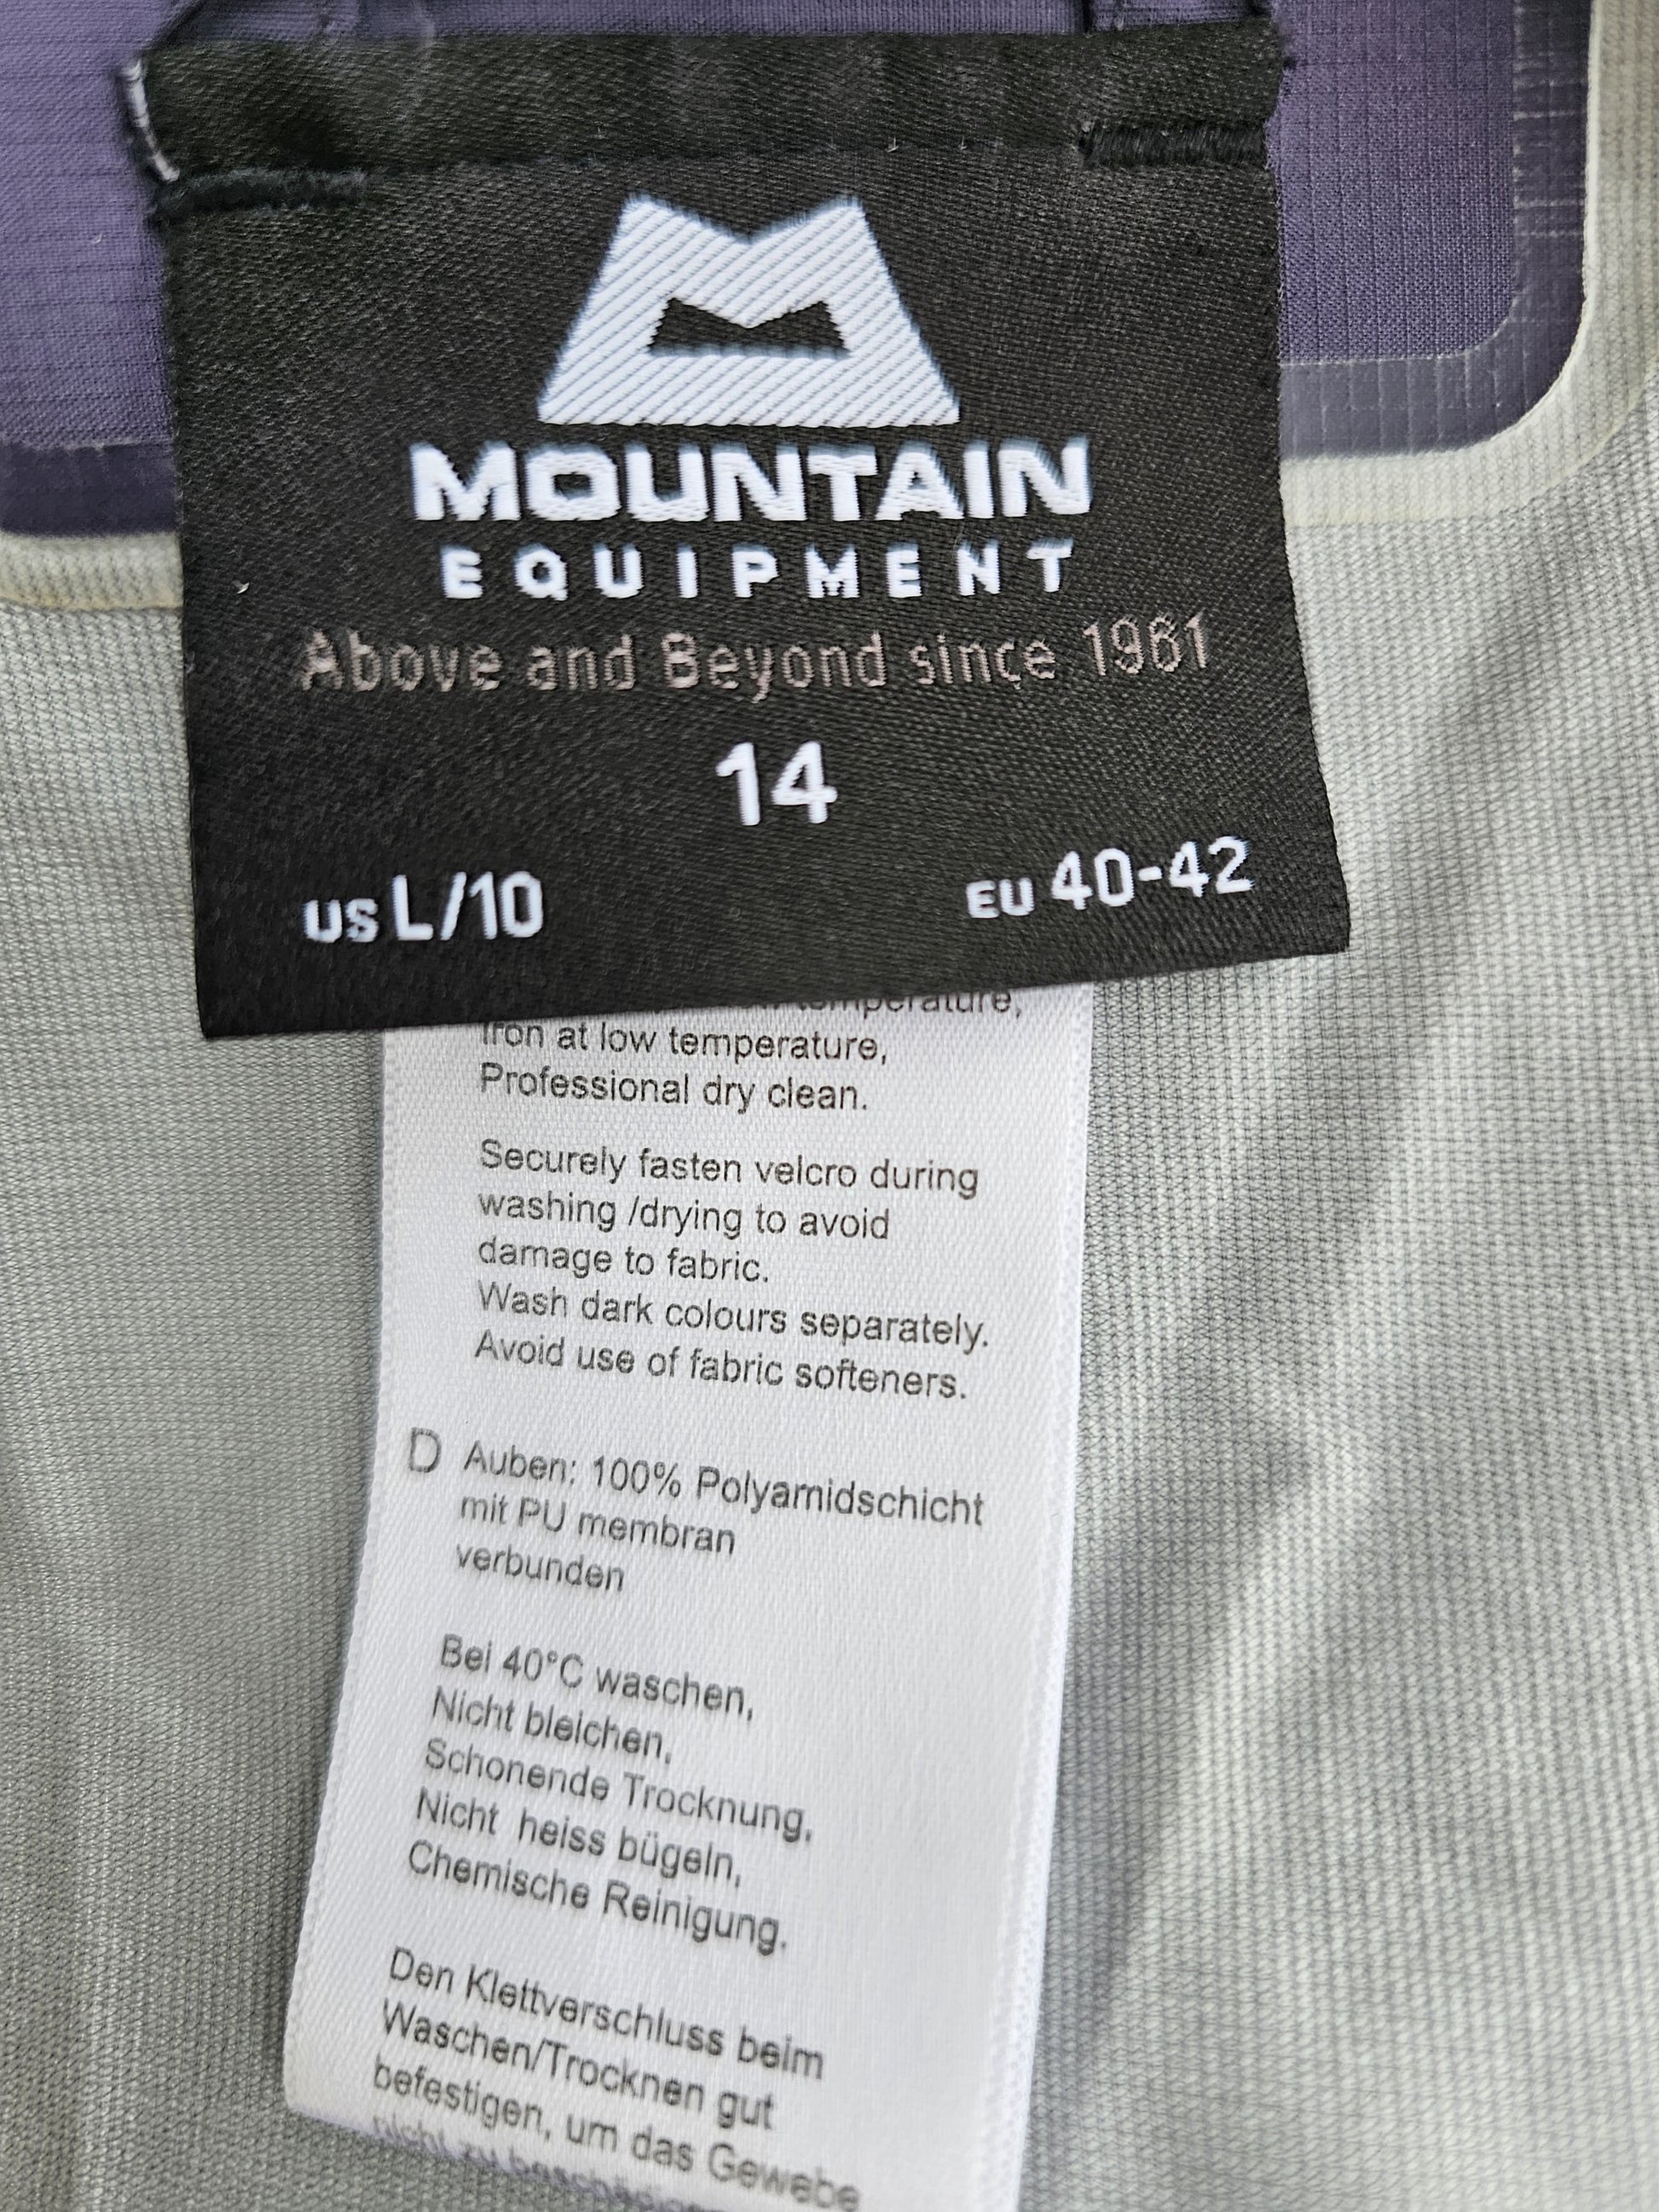 MOUNTAIN
EQUIPMENT
Above and Beyond since 1961
14
US L/10 EU 40-42
temperature,
Iron at low temperature,
Professional dry clean.
Securely fasten velcro during
washing /drying to avoid
damage to fabric.
Wash dark colours separately.
Avoid use of fabric softeners.
D Auben: 100% Polyamidschicht
mit PU membran
verbunden
Bei 40°C waschen,
Nicht bleichen,
Schonende Trocknung,
Nicht heiss bügeln,
Chemische Reinigung.
Den Klettverschluss beim
Waschen/Trocknen gut
befestigen, um das Gewebe
nicht zu